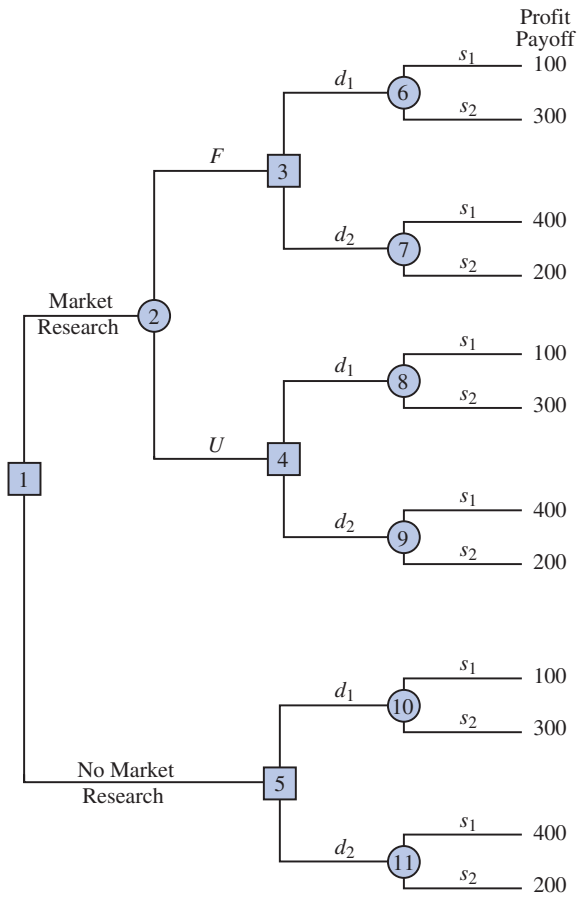 Profit
Payoff
s1 100
d1
6
s2 300
F
3
s1 400
d2
7
s2 200
Market
Research
2
s1 100
d1
8
s2 300
U
4
1
s1 400
d2
9
s2 200
s1 100
d1
10
s2 300
No Market
Research
5
s1 400
d2
11
s2 200